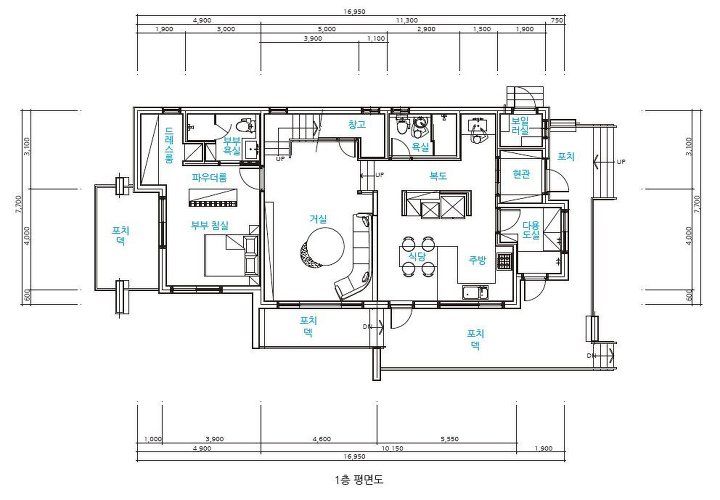 16,950
4,900
11,300
750
1,900
3,000
5,000
2,900
1,500
1,900
3,900
1,100
3,100
4,000
600
7,700
드레스룸
부부
욕실
UP
창고
욕실
보일
러실
포치
UP
파우더룸
UP
복도
현관
포치
덱
부부 침실
거실
식당
주방
다용
도실
포치
덱
DN
포치
덱
DN
3,100
4,000
600
7,700
1,000
3,900
4,600
5,550
4,900
10,150
1,900
16,950
1층 평면도